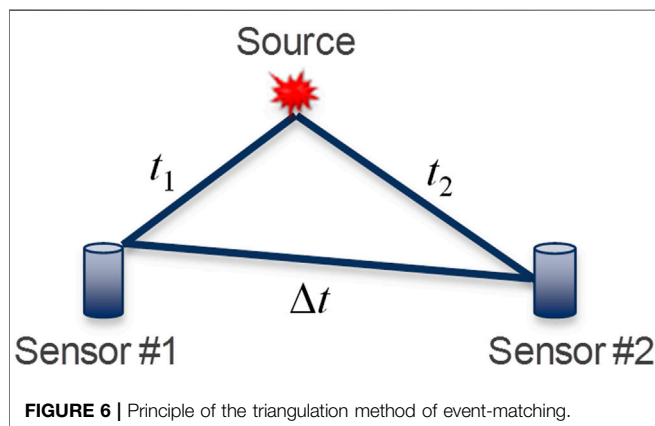 Source
t₁
t₂
Δt
Sensor #1
Sensor #2
FIGURE 6 | Principle of the triangulation method of event-matching.